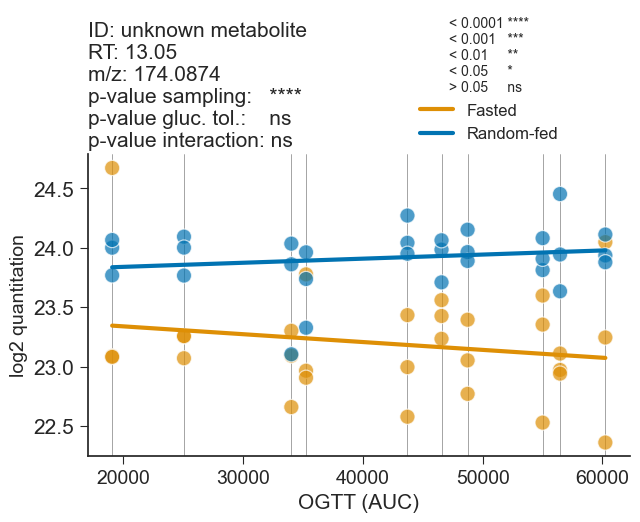 ID: unknown metabolite
RT: 13.05
m/z: 174.0874
p-value sampling: ****
p-value gluc. tol.: ns
p-value interaction: ns
< 0.0001 ****
< 0.001 ***
< 0.01 **
< 0.05 *
> 0.05 ns
Fasted
Random-fed
24.5
24.0
23.5
23.0
22.5
log2 quantitation
20000 30000 40000 50000 60000
OGTT (AUC)